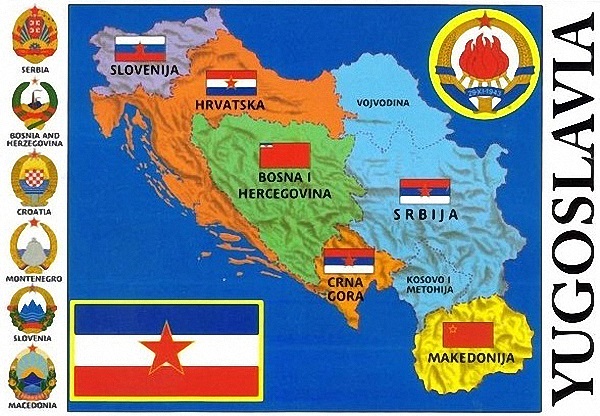 SERBIA
BOSNIA AND
HERZEGOVINA
CROATIA
MONTENEGRO
SLOVENIA
MACEDONIA
SLOVENIJA
HRVATSKA
VOJVODINA
BOSNA I
HERCEGOVINA
SRBIJA
CRNA
GORA
KOSOVO I
METOHIJA
MAKEDONIJA
29·XI·1943
YUGOSLAVIA